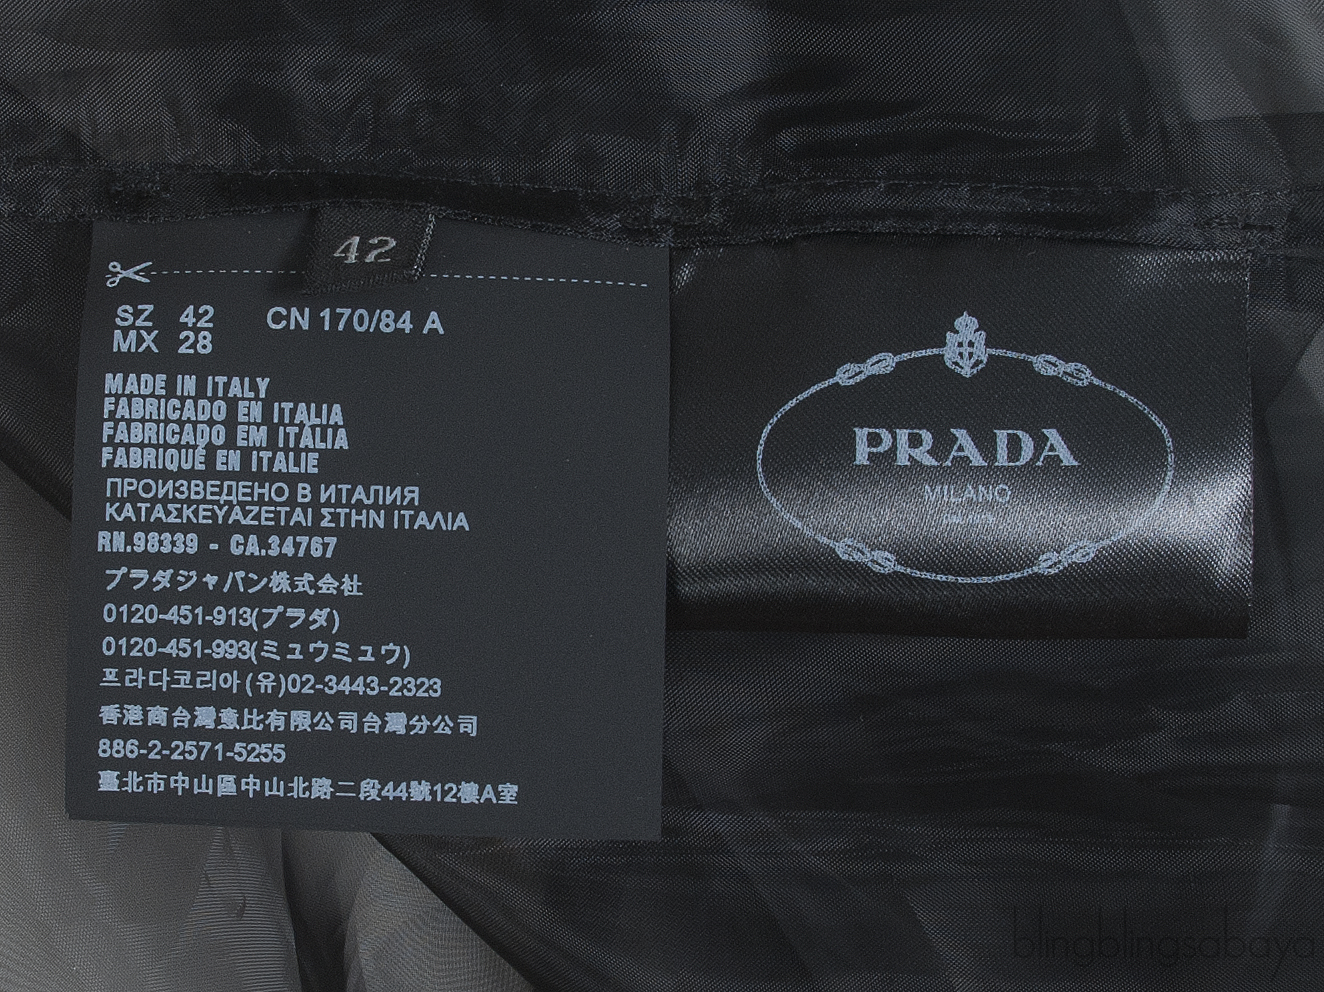 42
SZ 42 CN 170/84 A
MX 28
MADE IN ITALY
FABRICADO EN ITALIA
FABRICADO EM ITÁLIA
FABRIQUÉ EN ITALIE
ПРОИЗВЕДЕНО В ИТАЛИЯ
ΚΑΤΑΣΚΕΥΑΖΕΤΑΙ ΣΤΗΝ ΙΤΑΛΙΑ
RN.98339 - CA.34767
プラダジャパン株式会社
0120-451-913(プラダ)
0120-451-993(ミュウミュウ)
프라다코리아(유)02-3443-2323
香港商台灣意比有限公司台灣分公司
886-2-2571-5255
臺北市中山區中山北路二段44號12樓A室
PRADA
MILANO
blingblingsabaya